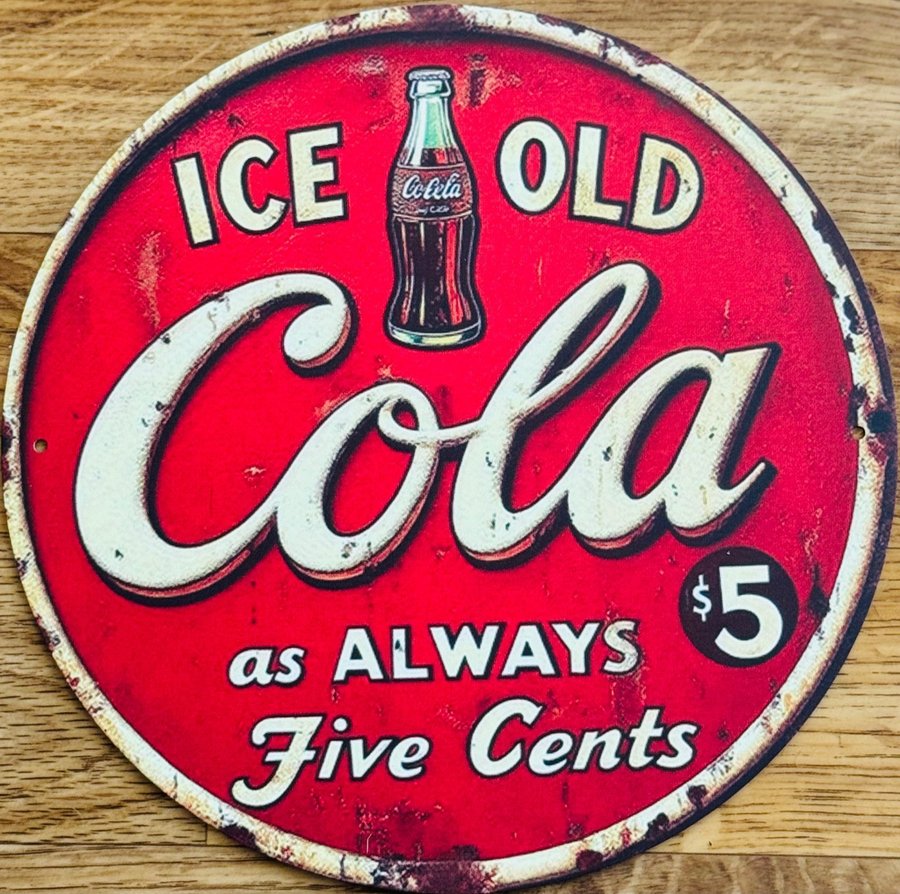 ICE OLD
Cola
$5
as ALWAYS
Five Cents